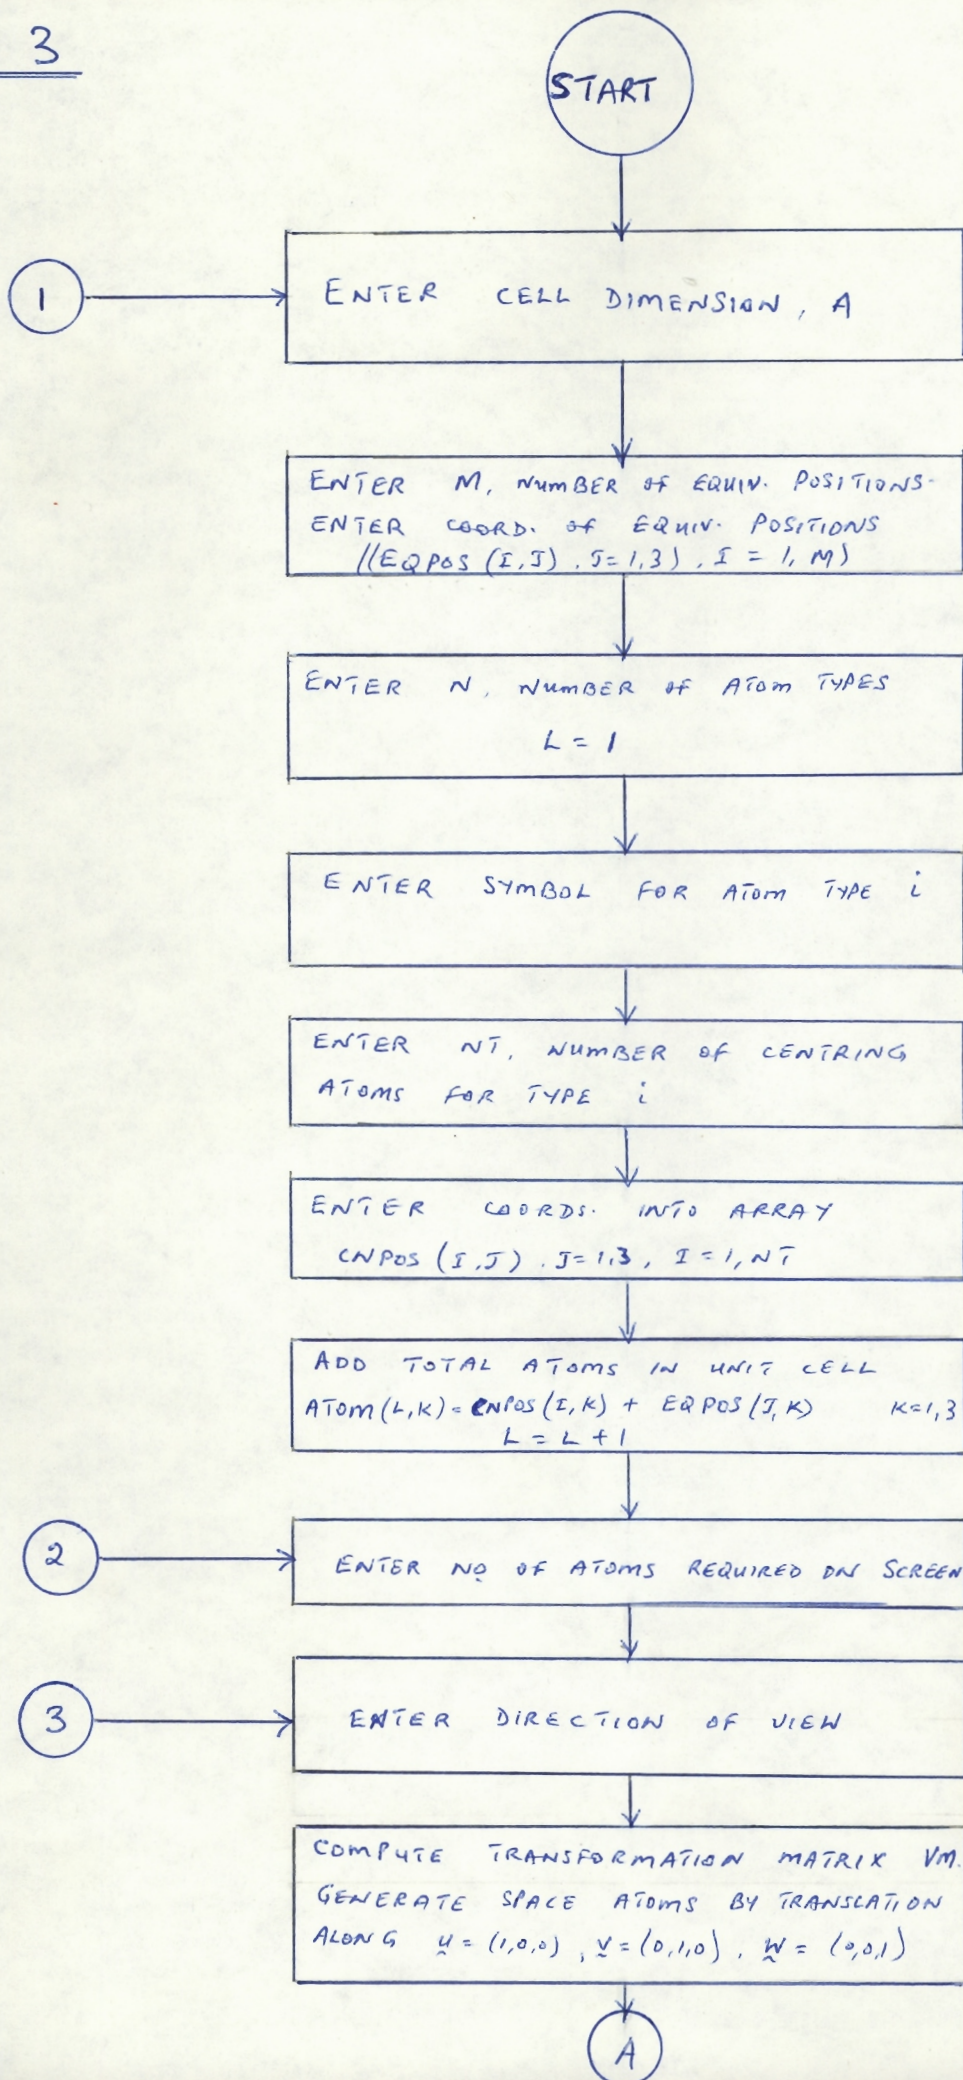 3
START
1
ENTER CELL DIMENSION, A
ENTER M, NUMBER OF EQUIV. POSITIONS.
ENTER COORD. OF EQUIV. POSITIONS
((EQPOS (I,J), J=1,3), I = 1, M)
ENTER N, NUMBER OF ATOM TYPES
L = 1
ENTER SYMBOL FOR ATOM TYPE i
ENTER NT, NUMBER OF CENTRING
ATOMS FOR TYPE i
ENTER COORDS. INTO ARRAY
CNPOS (I,J), J=1,3, I=1,NT
ADD TOTAL ATOMS IN UNIT CELL
ATOM(L,K) = CNPOS(I,K) + EQPOS(J,K) K=1,3
L = L + 1
2
ENTER NO OF ATOMS REQUIRED ON SCREEN
3
ENTER DIRECTION OF VIEW
COMPUTE TRANSFORMATION MATRIX VM.
GENERATE SPACE ATOMS BY TRANSLATION
ALONG u = (1,0,0), v = (0,1,0), w = (0,0,1)
A